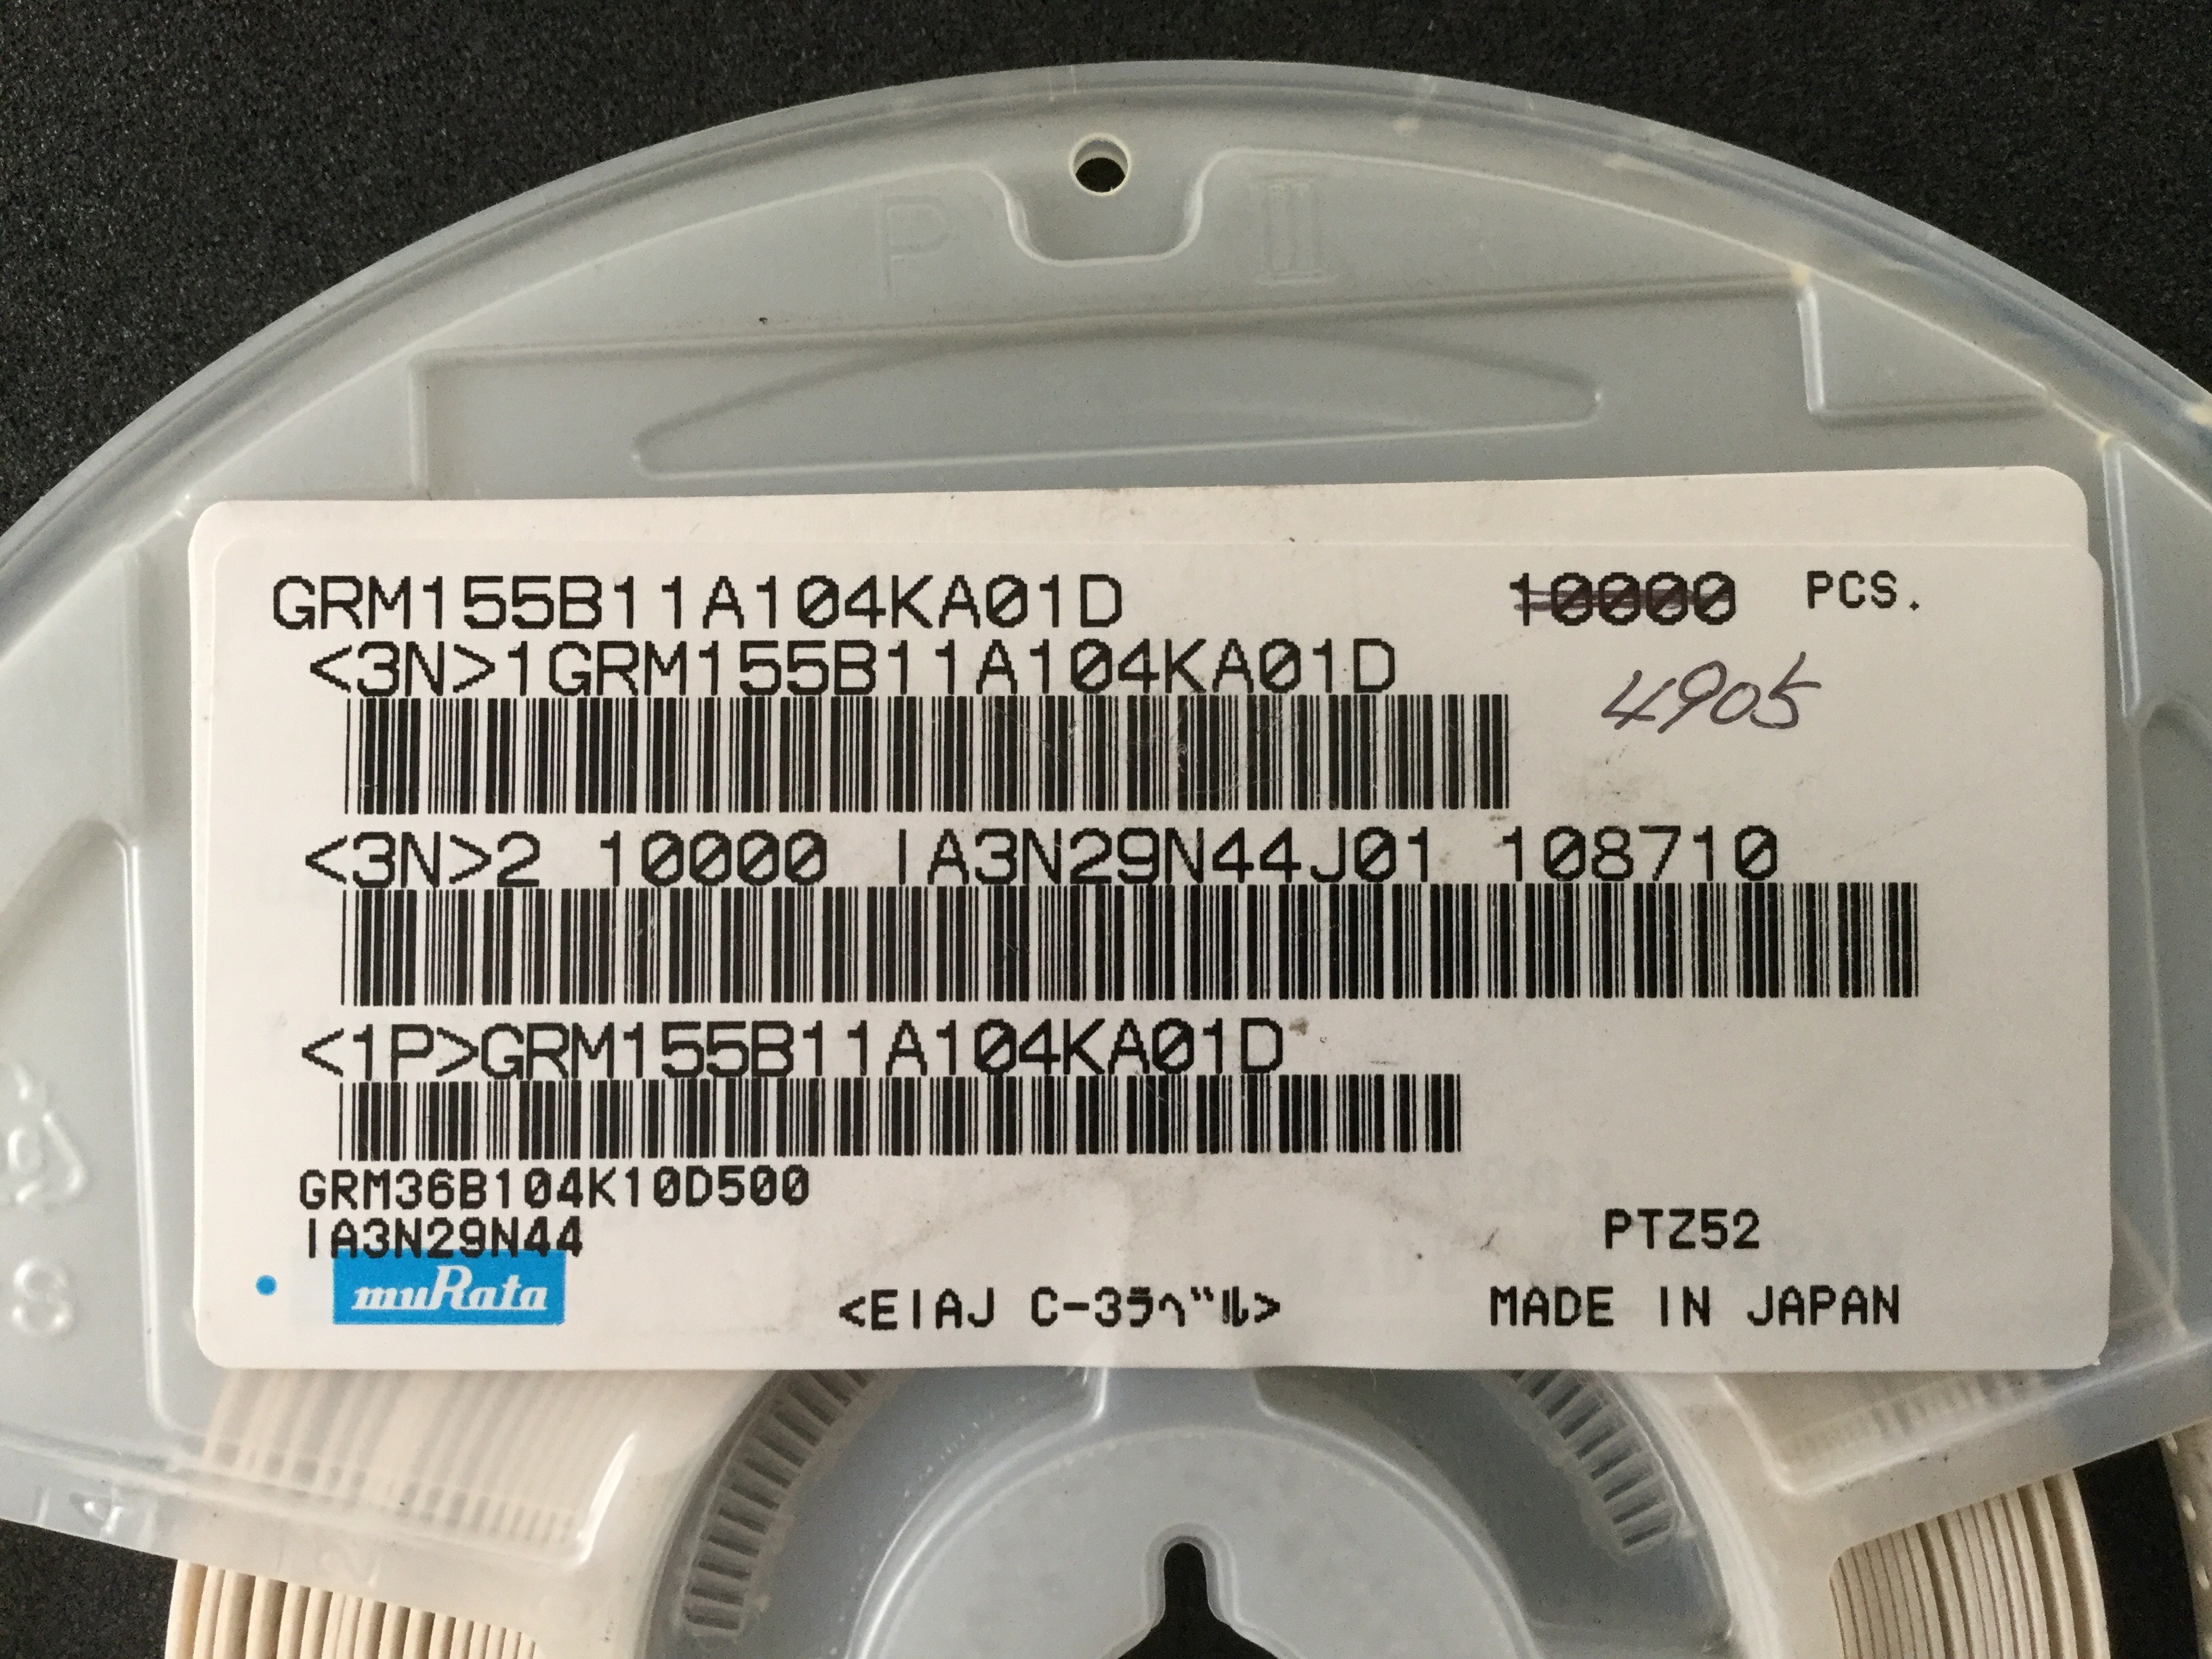 P II
GRM155B11A104KA01D 10000 PCS.
<3N>1GRM155B11A104KA01D
4905
<3N>2 10000 IA3N29N44J01 108710
<1P>GRM155B11A104KA01D
GRM36B104K10D500
IA3N29N44
PTZ52
muRata
<EIAJ C-3ラベル>
MADE IN JAPAN